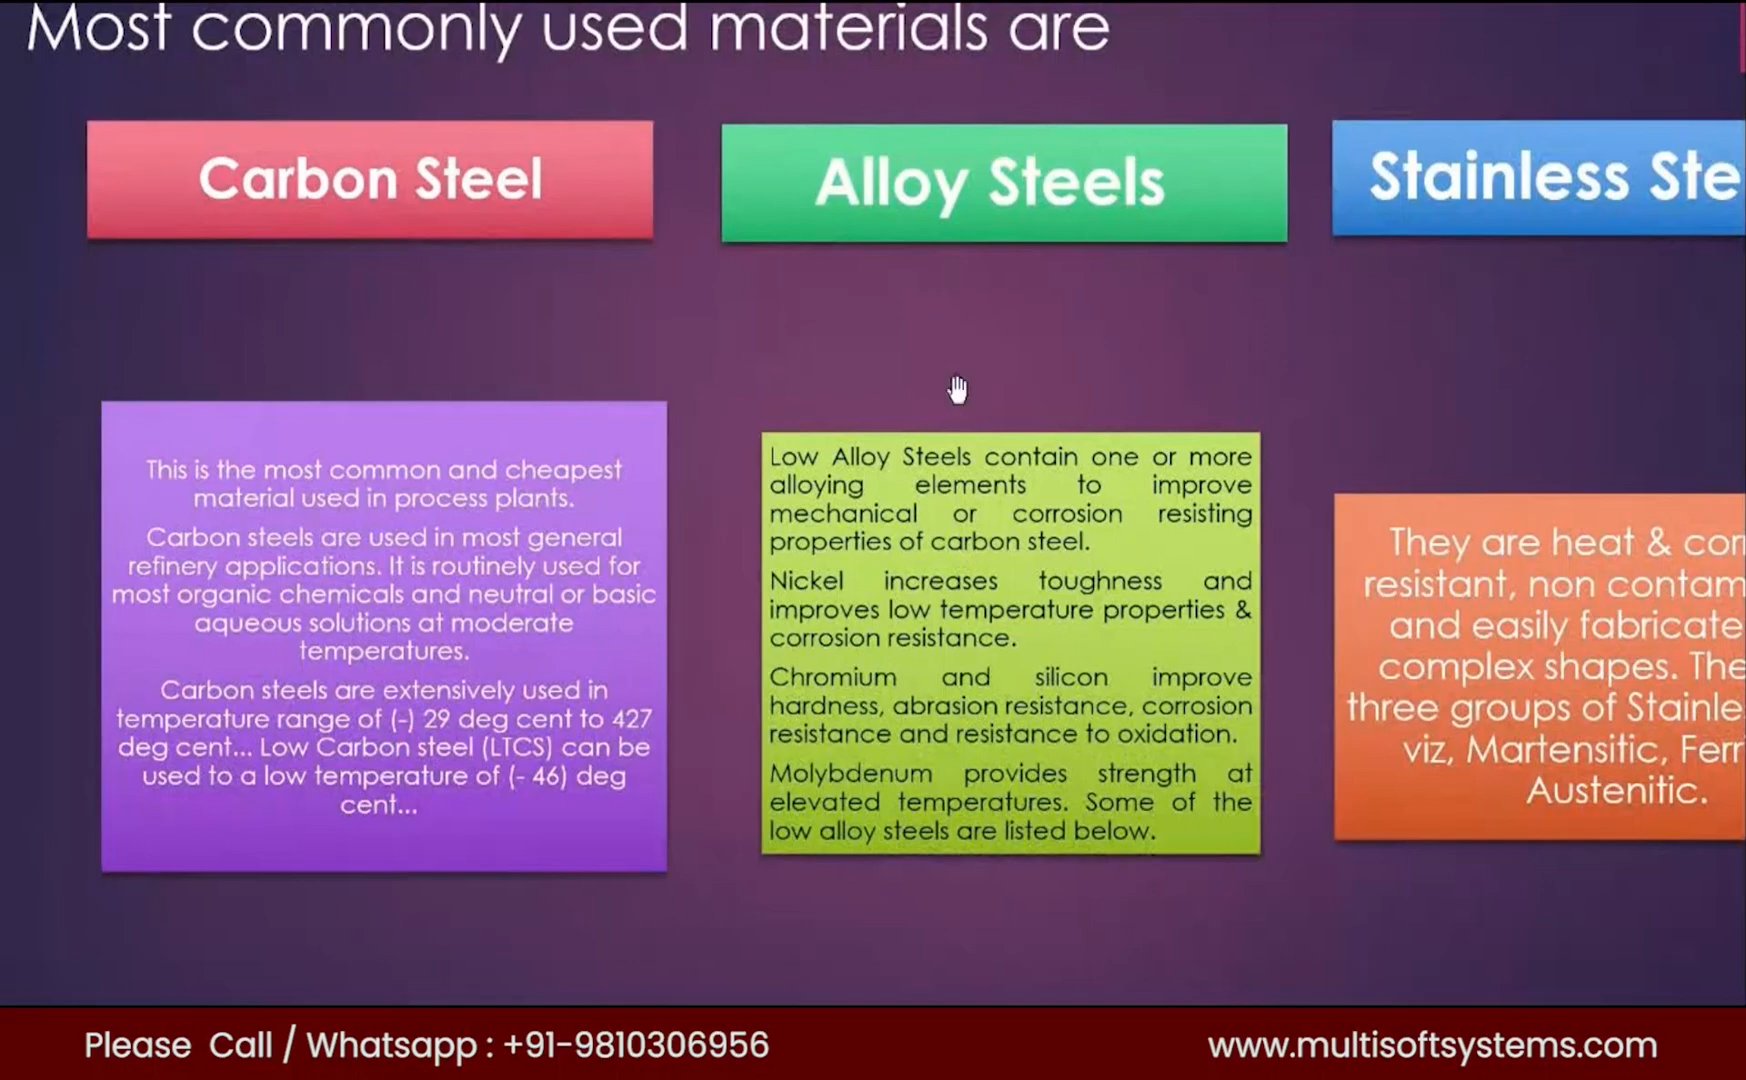 Most commonly used materials are
Carbon Steel
Alloy Steels
Stainless Ste
This is the most common and cheapest
material used in process plants.
Carbon steels are used in most general
refinery applications. It is routinely used for
most organic chemicals and neutral or basic
aqueous solutions at moderate
temperatures.
Carbon steels are extensively used in
temperature range of (-) 29 deg cent to 427
deg cent... Low Carbon steel (LTCS) can be
used to a low temperature of (- 46) deg
cent...
Low Alloy Steels contain one or more
alloying elements to improve
mechanical or corrosion resisting
properties of carbon steel.
Nickel increases toughness and
improves low temperature properties &
corrosion resistance.
Chromium and silicon improve
hardness, abrasion resistance, corrosion
resistance and resistance to oxidation.
Molybdenum provides strength at
elevated temperatures. Some of the
low alloy steels are listed below.
They are heat & cor
resistant, non contam
and easily fabricate
complex shapes. The
three groups of Stainle
viz, Martensitic, Ferr
Austenitic.
Please Call / Whatsapp : +91-9810306956
www.multisoftsystems.com